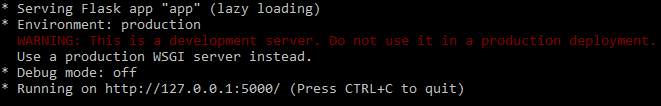 * Serving Flask app "app" (lazy loading)
* Environment: production
WARNING: This is a development server. Do not use it in a production deployment.
Use a production WSGI server instead.
* Debug mode: off
* Running on http://127.0.0.1:5000/ (Press CTRL+C to quit)